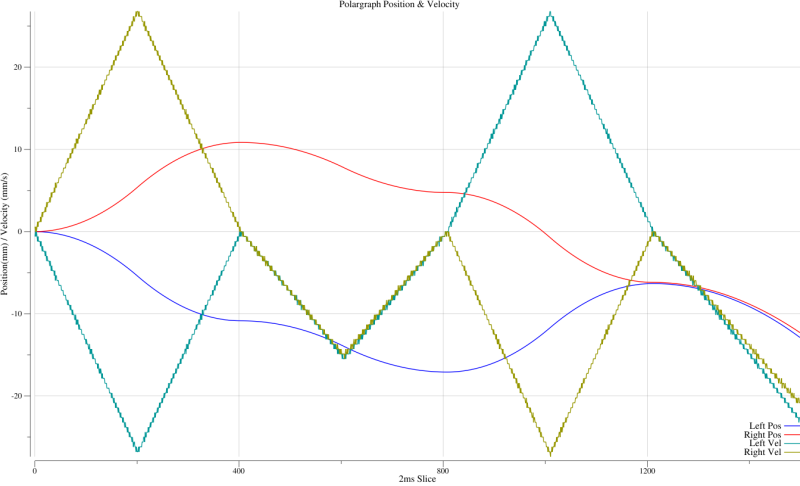 Polargraph Position & Velocity
Position(mm) / Velocity (mm/s)
20
10
0
-10
-20
0
400
800
1200
2ms Slice
Left Pos
Right Pos
Left Vel
Right Vel